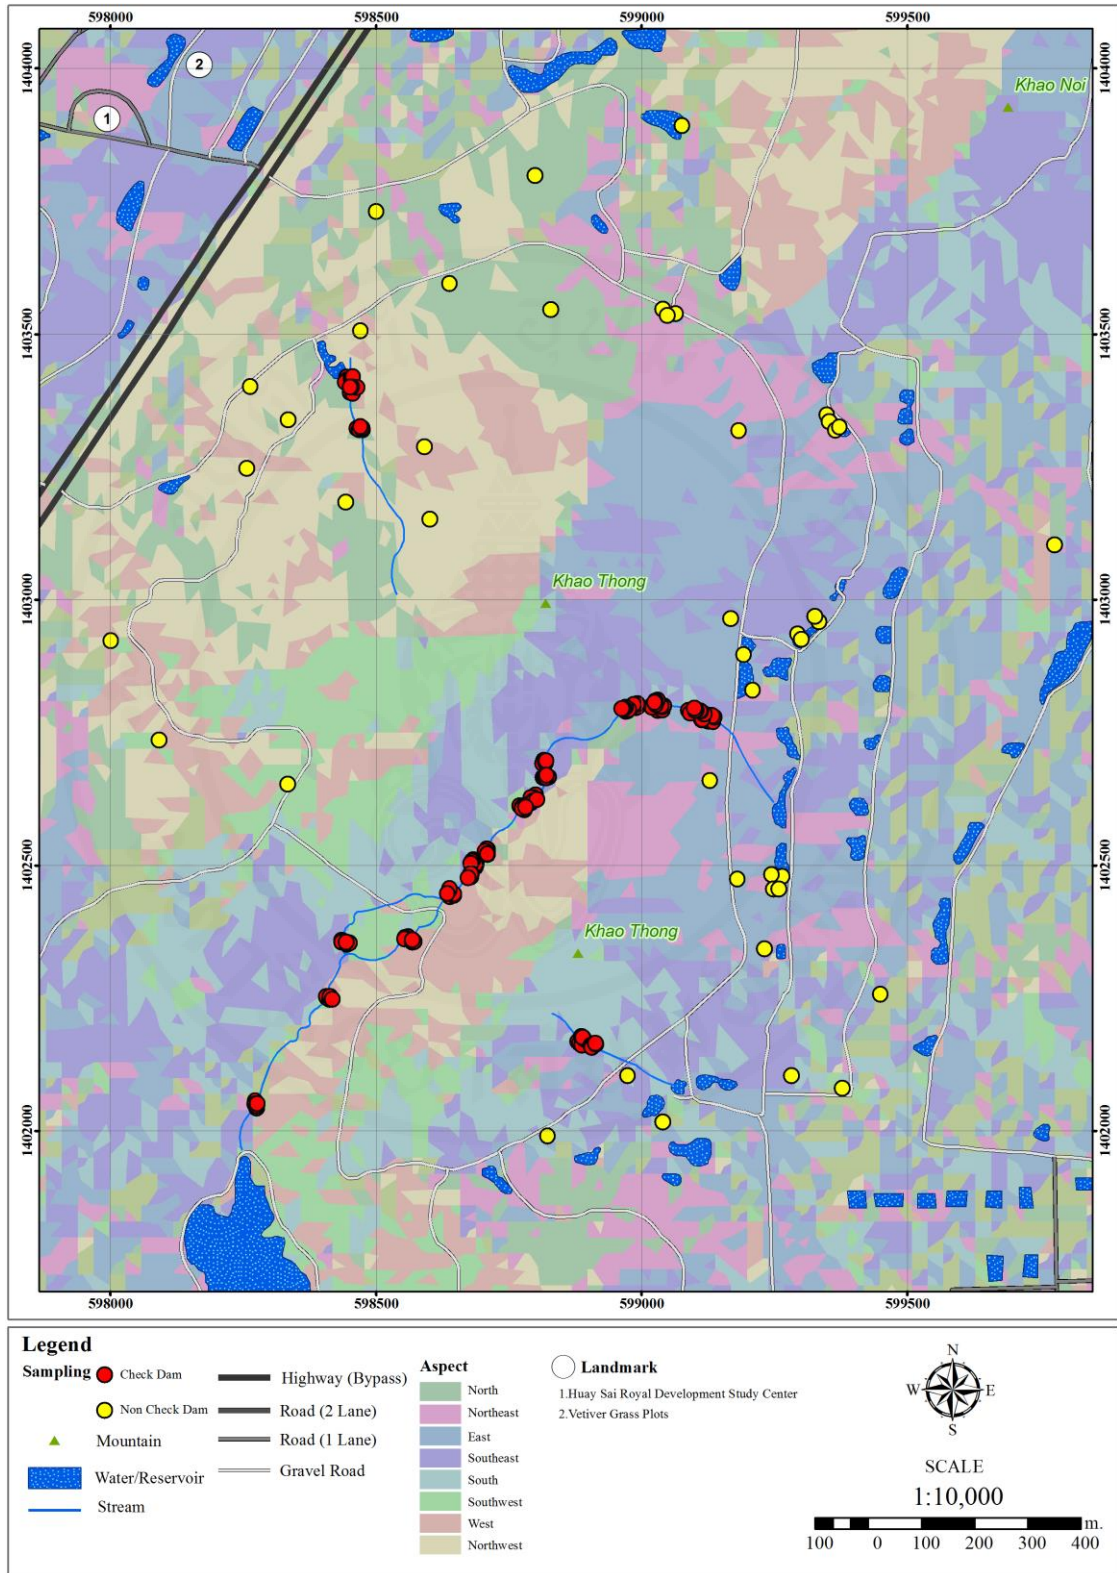 598000 598500 599000 599500
1404000 1404000
Khao Noi
2
1
1403500 1403500
Khao Thong
1403000 1403000
1402500 1402500
Khao Thong
1402000 1402000
598000 598500 599000 599500
Legend
Sampling
Check Dam
Non Check Dam
Mountain
Water/Reservoir
Stream
Highway (Bypass)
Road (2 Lane)
Road (1 Lane)
Gravel Road
Aspect
North
Northeast
East
Southeast
South
Southwest
West
Northwest
Landmark
1.Huay Sai Royal Development Study Center
2.Vetiver Grass Plots
N
W E
S
SCALE
1:10,000
m.
100 0 100 200 300 400